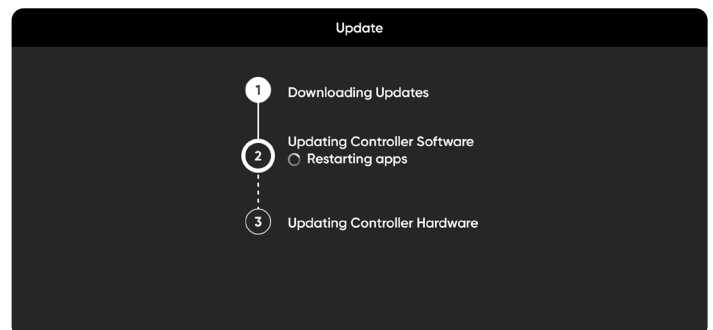 Update
1 Downloading Updates
Updating Controller Software
2 Restarting apps
3 Updating Controller Hardware